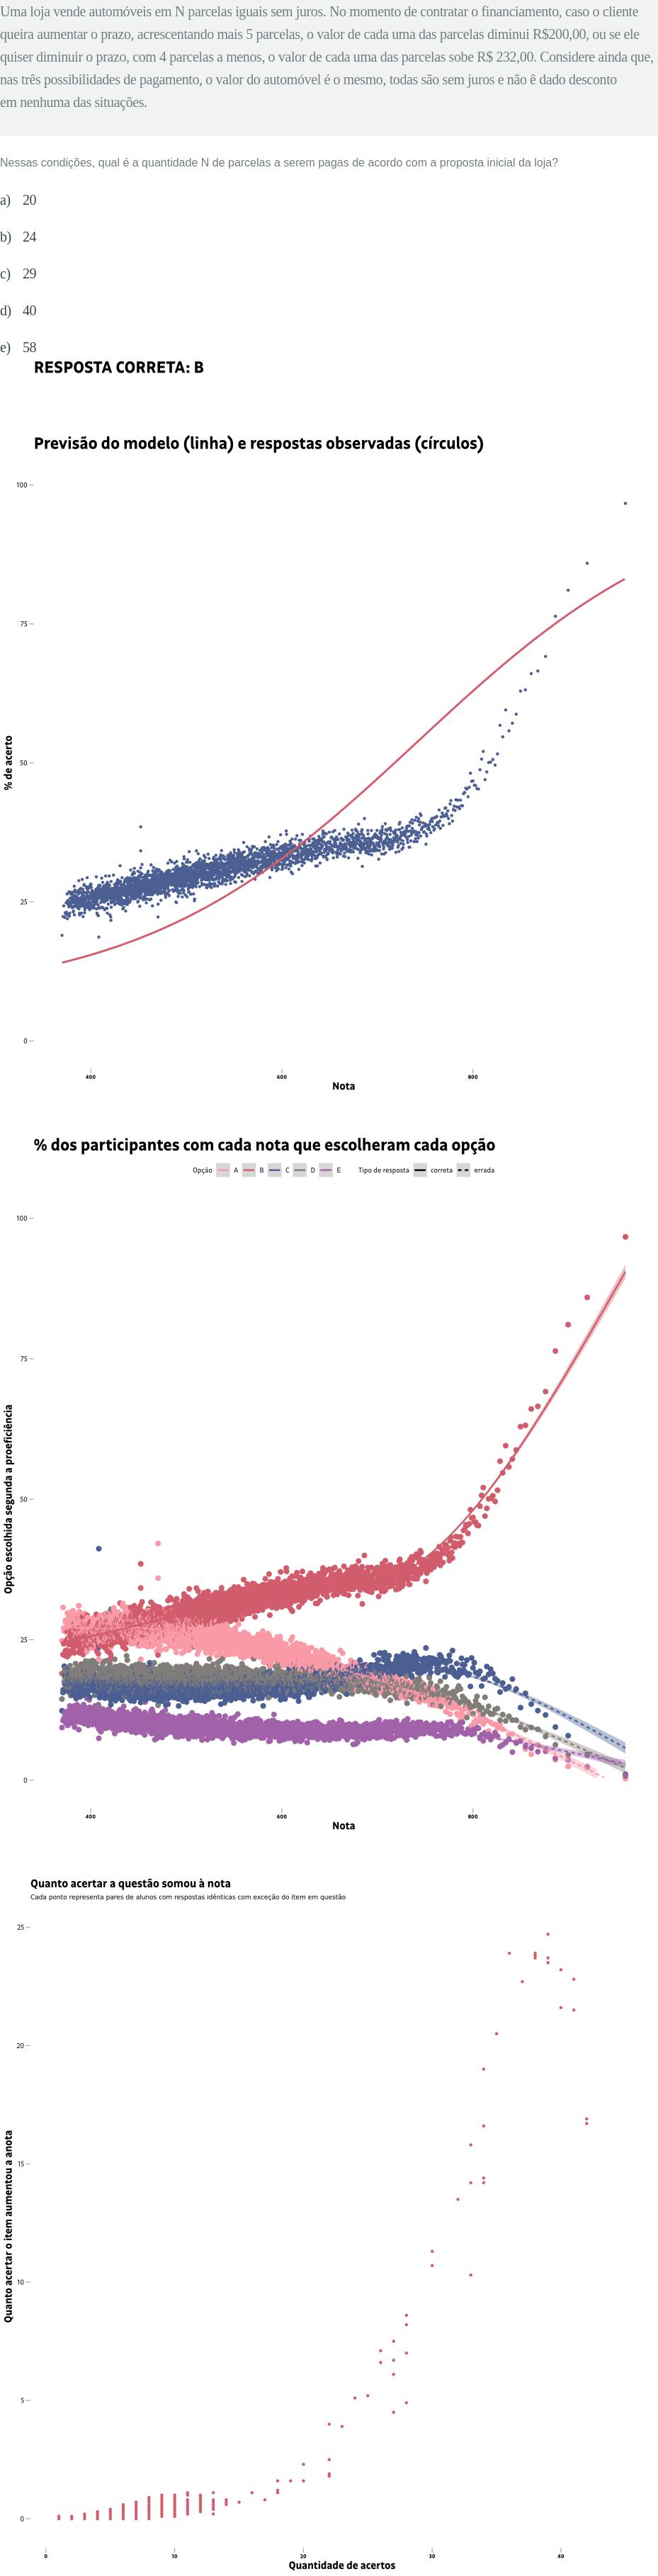 Uma loja vende automóveis em N parcelas iguais sem juros. No momento de contratar o financiamento, caso o cliente
queira aumentar o prazo, acrescentando mais 5 parcelas, o valor de cada uma das parcelas diminui R$200,00, ou se ele
quiser diminuir o prazo, com 4 parcelas a menos, o valor de cada uma das parcelas sobe R$ 232,00. Considere ainda que,
nas três possibilidades de pagamento, o valor do automóvel é o mesmo, todas são sem juros e não é dado desconto
em nenhuma das situações.
Nessas condições, qual é a quantidade N de parcelas a serem pagas de acordo com a proposta inicial da loja?
a) 20
b) 24
c) 29
d) 40
e) 58
RESPOSTA CORRETA: B
Previsão do modelo (linha) e respostas observadas (círculos)
100
75
50
25
0
% de acerto
400 600 800
Nota
% dos participantes com cada nota que escolheram cada opção
Opção A B C D E Tipo de resposta correta errada
100
75
50
25
0
Opção escolhida segunda a proeficiência
400 600 800
Nota
Quanto acertar a questão somou à nota
Cada ponto representa pares de alunos com respostas idênticas com exceção do item em questão
25
20
15
10
5
0
Quanto acertar o item aumentou a anota
0 10 20 30 40
Quantidade de acertos